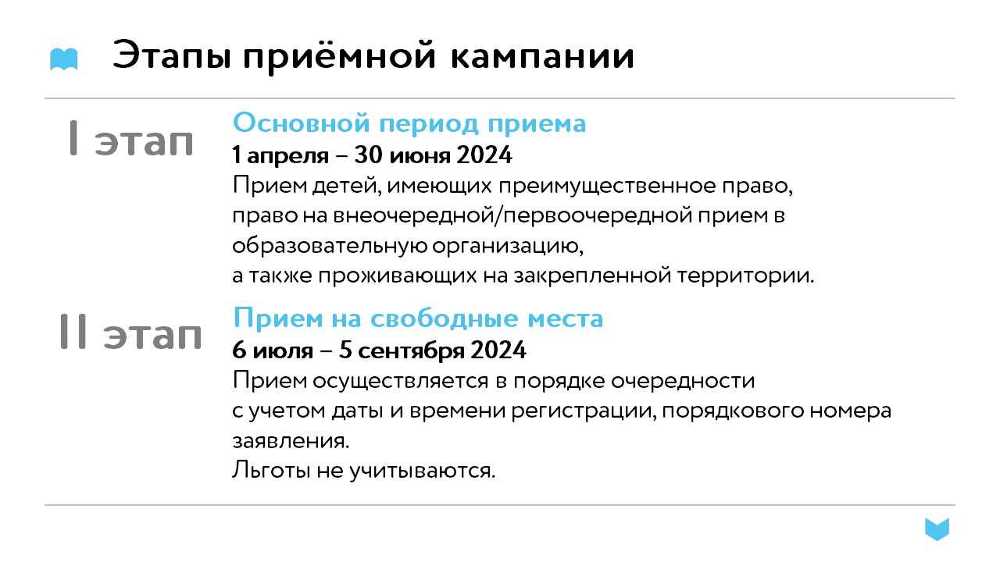 Этапы приёмной кампании
I этап
Основной период приема
1 апреля – 30 июня 2024
Прием детей, имеющих преимущественное право,
право на внеочередной/первоочередной прием в
образовательную организацию,
а также проживающих на закрепленной территории.
II этап
Прием на свободные места
6 июля – 5 сентября 2024
Прием осуществляется в порядке очередности
с учетом даты и времени регистрации, порядкового номера
заявления.
Льготы не учитываются.